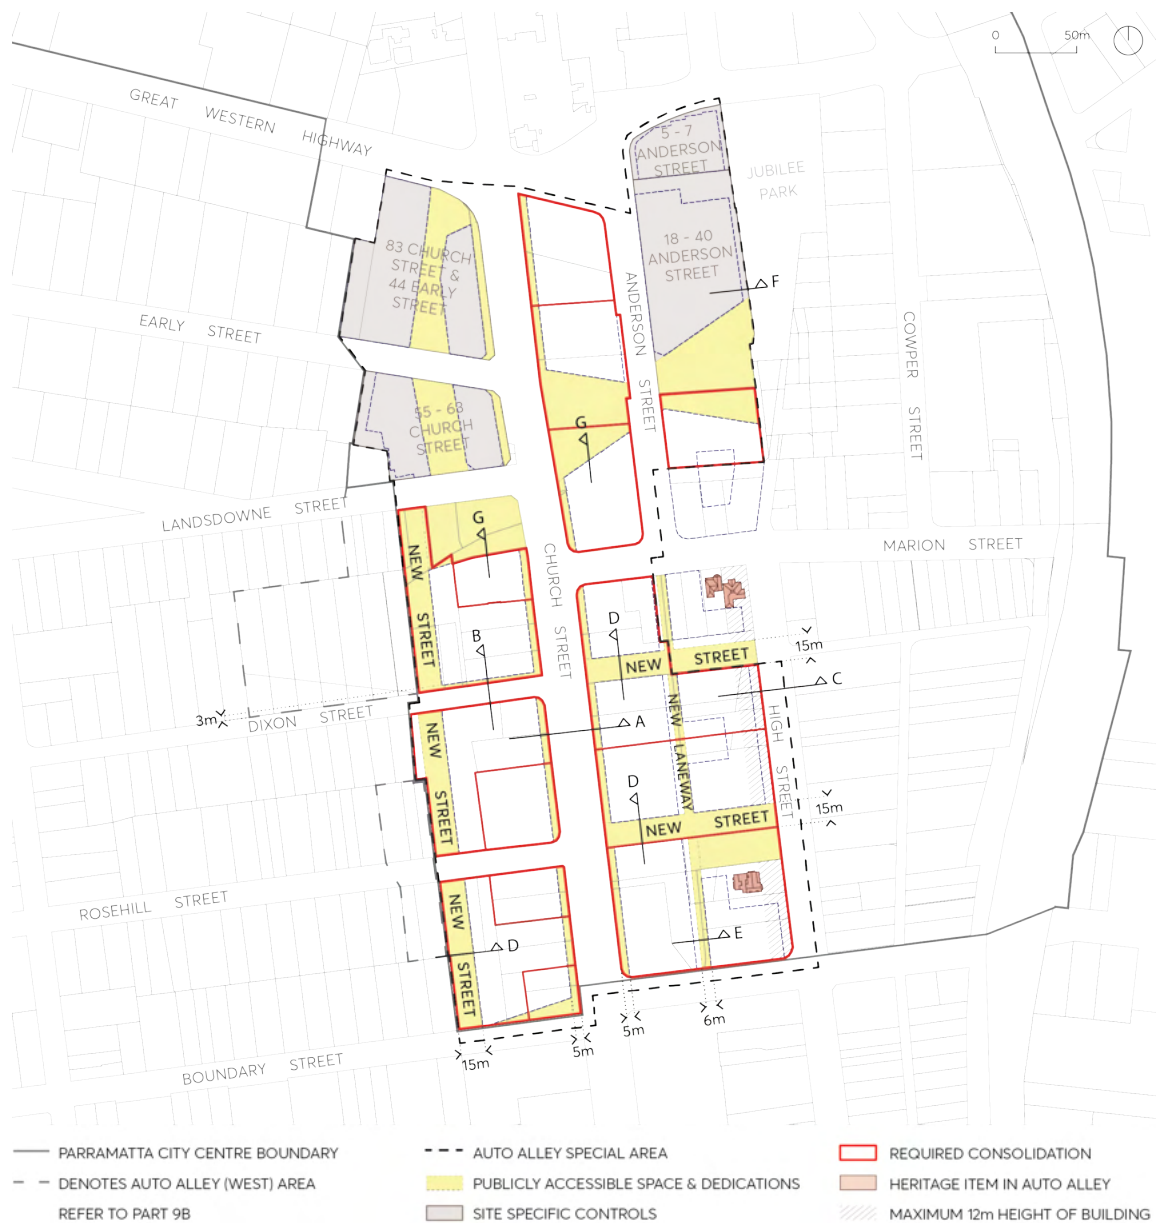 0 50m
GREAT WESTERN HIGHWAY
5 - 7
ANDERSON
STREET
JUBILEE
PARK
83 CHURCH
STREET &
44 EARLY
STREET
18 - 40
ANDERSON
STREET
F
ANDERSON STREET
EARLY STREET
COWPER STREET
55 - 63
CHURCH
STREET
G
LANDSDOWNE STREET
G
MARION STREET
CHURCH STREET
NEW STREET
D
B
15m
NEW STREET
C
3m
DIXON STREET
NEW LANEWAY
HIGH STREET
A
NEW STREET
D
15m
NEW STREET
ROSEHILL STREET
NEW STREET
D
E
5m
6m
5m
15m
BOUNDARY STREET
PARRAMATTA CITY CENTRE BOUNDARY
DENOTES AUTO ALLEY (WEST) AREA
REFER TO PART 9B
AUTO ALLEY SPECIAL AREA
PUBLICLY ACCESSIBLE SPACE & DEDICATIONS
SITE SPECIFIC CONTROLS
REQUIRED CONSOLIDATION
HERITAGE ITEM IN AUTO ALLEY
MAXIMUM 12m HEIGHT OF BUILDING